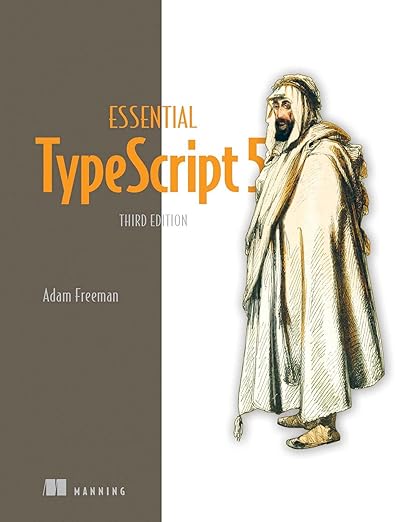 ESSENTIAL
TypeScript 5
THIRD EDITION
Adam Freeman
MANNING